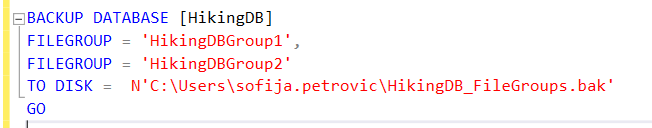 BACKUP DATABASE [HikingDB]
FILEGROUP = 'HikingDBGroup1',
FILEGROUP = 'HikingDBGroup2'
TO DISK =  N'C:\Users\sofija.petrovic\HikingDB_FileGroups.bak'
GO